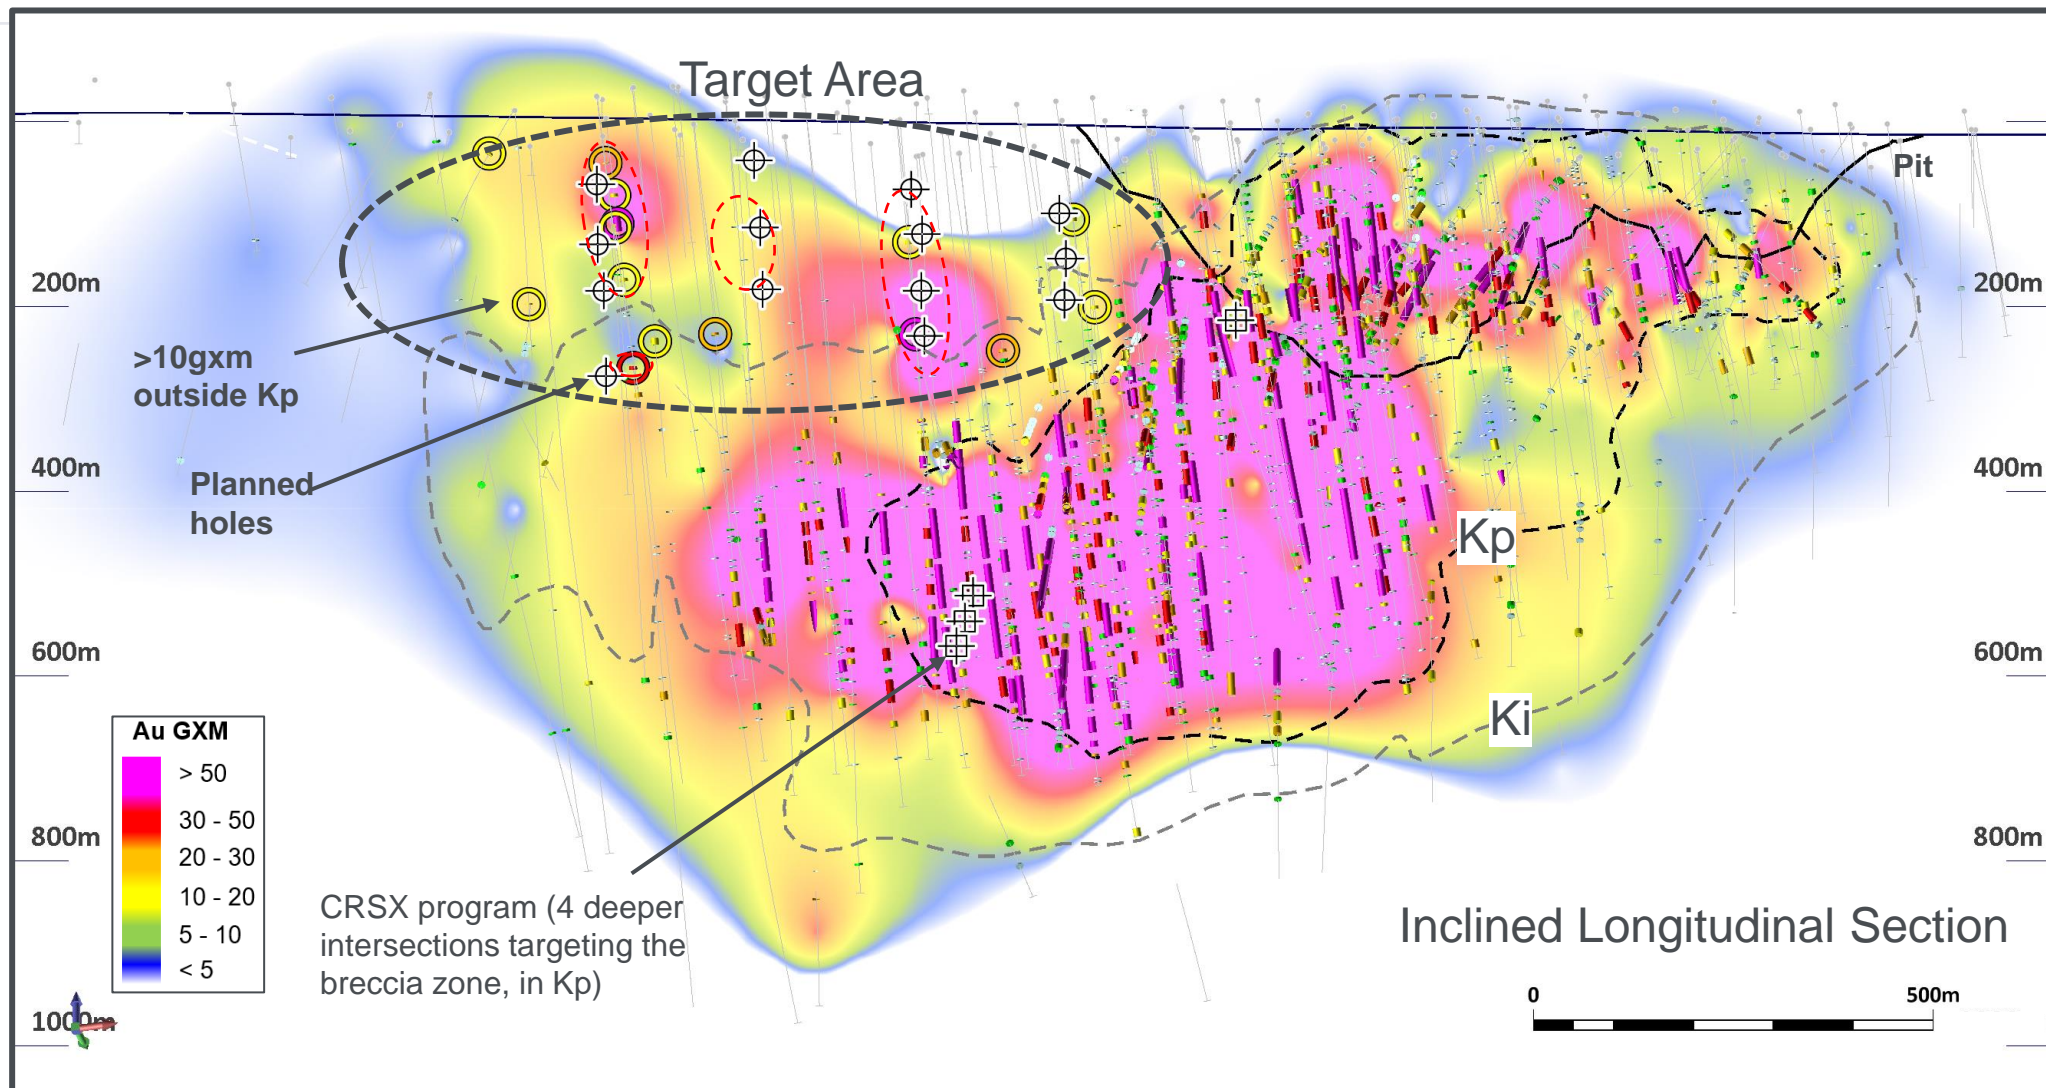 Target Area
Pit
200m
200m
>10gxm
outside Kp
400m
400m
Planned
holes
Kp
600m
600m
Ki
Au GXM
> 50
30 - 50
20 - 30
10 - 20
5 - 10
< 5
800m
800m
CRSX program (4 deeper
intersections targeting the
breccia zone, in Kp)
Inclined Longitudinal Section
0
500m
1000m